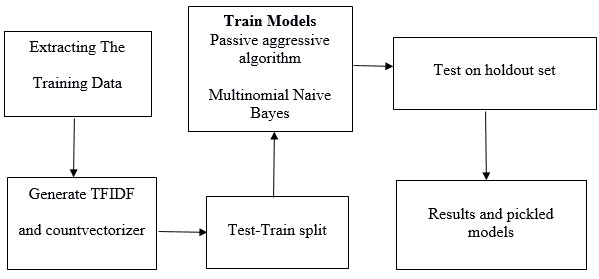 Extracting The
Training Data
Generate TFIDF
and countvectorizer
Test-Train split
Train Models
Passive aggressive
algorithm
Multinomial Naive
Bayes
Test on holdout set
Results and pickled
models